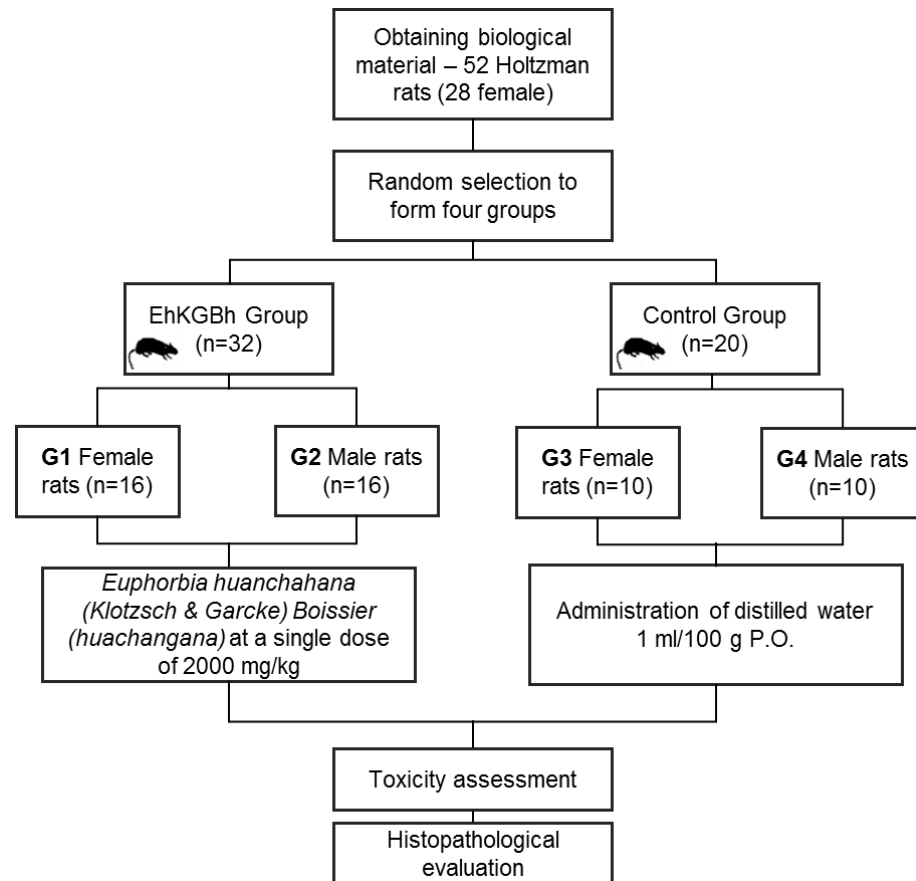 Obtaining biological
material – 52 Holtzman
rats (28 female)
Random selection to
form four groups
EhKGBh Group
(n=32)
Control Group
(n=20)
G1 Female
rats (n=16)
G2 Male rats
(n=16)
G3 Female
rats (n=10)
G4 Male rats
(n=10)
Euphorbia huanchahana
(Klotzsch & Garcke) Boissier
(huachangana) at a single dose
of 2000 mg/kg
Administration of distilled water
1 ml/100 g P.O.
Toxicity assessment
Histopathological
evaluation